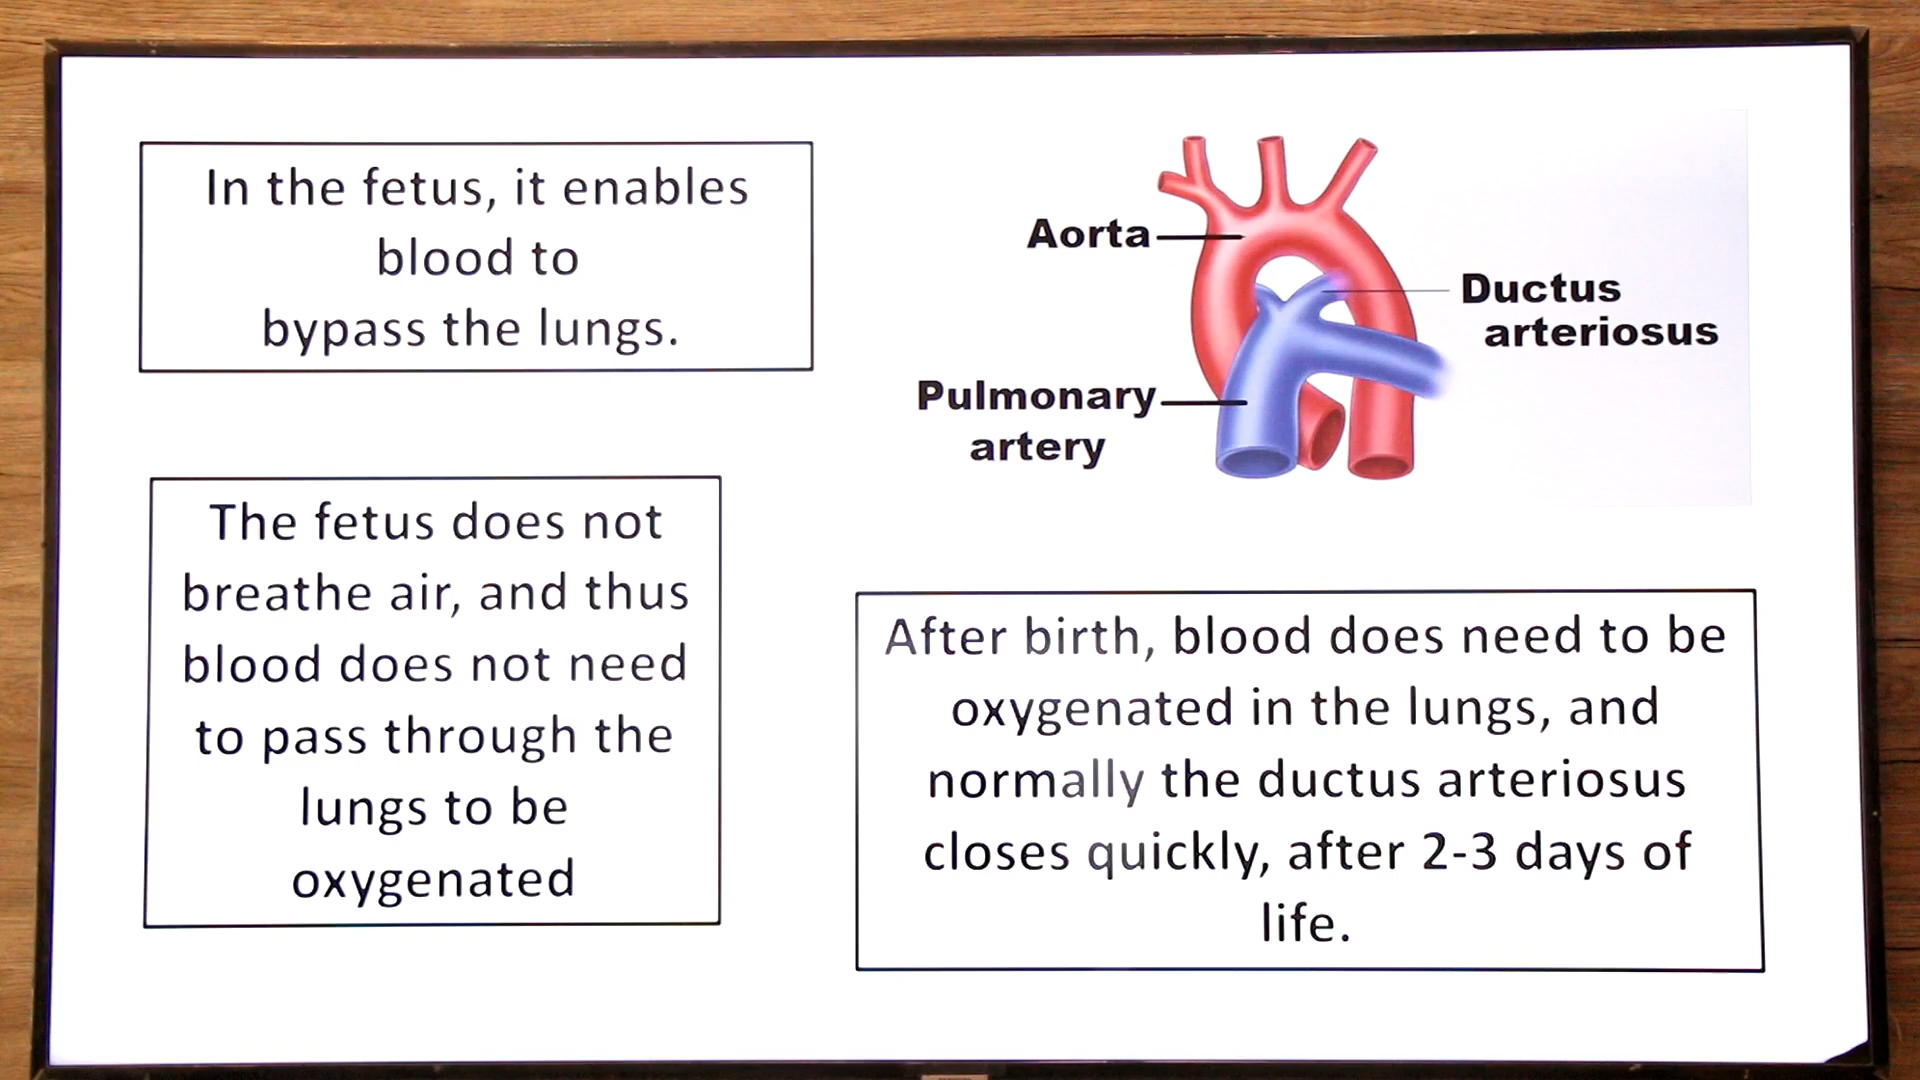 In the fetus, it enables
blood to
bypass the lungs.
Aorta
Ductus
arteriosus
Pulmonary
artery
The fetus does not
breathe air, and thus
blood does not need
to pass through the
lungs to be
oxygenated
After birth, blood does need to be
oxygenated in the lungs, and
normally the ductus arteriosus
closes quickly, after 2-3 days of
life.